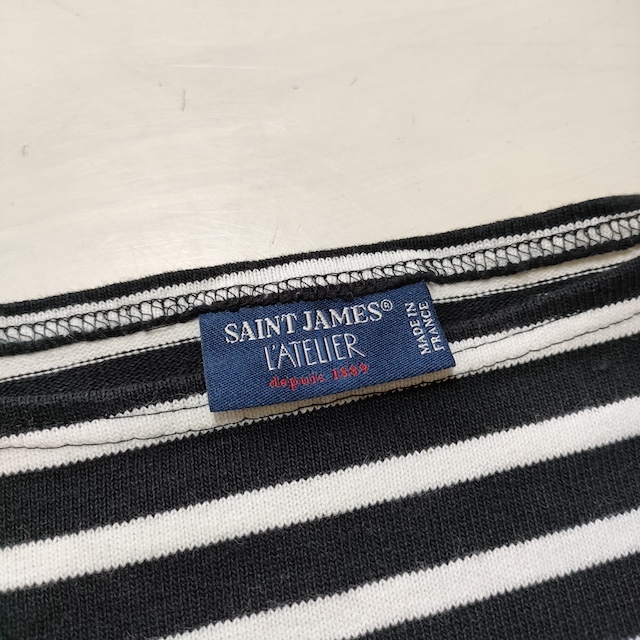 SAINT JAMES®
L'ATELIER
depuis 1889
MADE IN
FRANCE